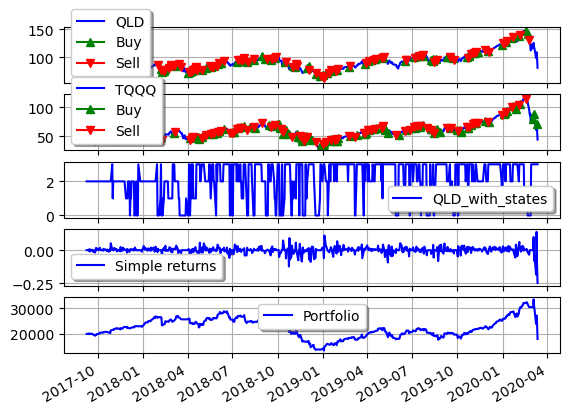 150
100
QLD
Buy
Sell
100
50
TQQQ
Buy
Sell
2
0
QLD_with_states
0.00
−0.25
Simple returns
30000
20000
Portfolio
2017-10
2018-01
2018-04
2018-07
2018-10
2019-01
2019-04
2019-07
2019-10
2020-01
2020-04